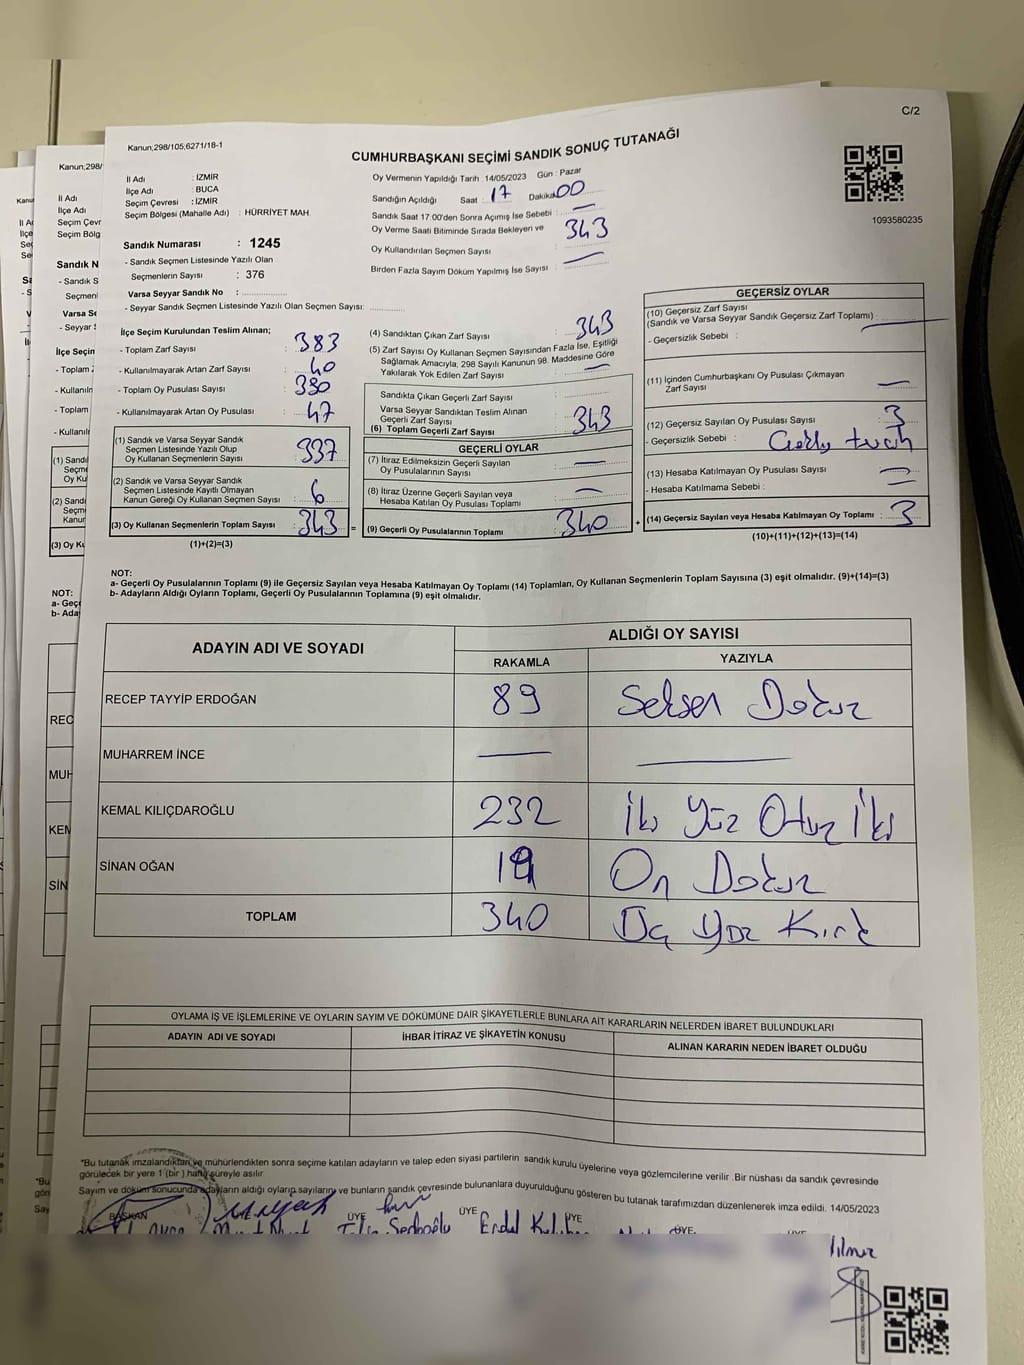 C/2
Kanun;298/105,6271/18-1
CUMHURBAŞKANI SEÇİMİ SANDIK SONUÇ TUTANAĞI
1093580235
İl Adı : İZMİR
İlçe Adı : BUCA
Seçim Çevresi : İZMİR
Seçim Bölgesi (Mahalle Adı) : HÜRRİYET MAH.
Sandık Numarası : 1245
- Sandık Seçmen Listesinde Yazılı Olan
Seçmenlerin Sayısı : 376
Varsa Seyyar Sandık No :
- Seyyar Sandık Seçmen Listesinde Yazılı Olan Seçmen Sayısı:
Oy Vermenin Yapıldığı Tarih 14/05/2023 Gün : Pazar
Sandığın Açıldığı Saat : 17 Dakika: 00
Sandık Saat 17:00'den Sonra Açımış İse Sebebi : —
Oy Verme Saati Bitiminde Sırada Bekleyen ve
Oy Kullandırılan Seçmen Sayısı 343
Birden Fazla Sayım Döküm Yapılmış İse Sayısı : —
İlçe Seçim Kurulundan Teslim Alınan;
- Toplam Zarf Sayısı : 383
- Kullanılmayarak Artan Zarf Sayısı : 40
- Toplam Oy Pusulası Sayısı : 390
- Kullanılmayarak Artan Oy Pusulası : 47
(1) Sandık ve Varsa Seyyar Sandık
Seçmen Listesinde Yazılı Olup
Oy Kullanan Seçmenlerin Sayısı : 337
(2) Sandık ve Varsa Seyyar Sandık
Seçmen Listesinde Kayıtlı Olmayan
Kanun Gereği Oy Kullanan Seçmen Sayısı : 6
(3) Oy Kullanan Seçmenlerin Toplam Sayısı : 343
(1)+(2)=(3)
(4) Sandıktan Çıkan Zarf Sayısı : 343
(5) Zarf Sayısı Oy Kullanan Seçmen Sayısından Fazla İse, Eşitliği
Sağlamak Amacıyla; 298 Sayılı Kanunun 98. Maddesine Göre
Yakılarak Yok Edilen Zarf Sayısı : —
Sandıkta Çıkan Geçerli Zarf Sayısı :
Varsa Seyyar Sandıktan Teslim Alınan
Geçerli Zarf Sayısı :
(6) Toplam Geçerli Zarf Sayısı : 343
GEÇERLİ OYLAR
(7) İtiraz Edilmeksizin Geçerli Sayılan
Oy Pusulalarının Sayısı : —
(8) İtiraz Üzerine Geçerli Sayılan veya
Hesaba Katılan Oy Pusulası Toplamı : —
= (9) Geçerli Oy Pusulalarının Toplamı : 340
GEÇERSİZ OYLAR
(10) Geçersiz Zarf Sayısı
(Sandık ve Varsa Seyyar Sandık Geçersiz Zarf Toplamı) : —
- Geçersizlik Sebebi :
(11) İçinden Cumhurbaşkanı Oy Pusulası Çıkmayan
Zarf Sayısı : —
(12) Geçersiz Sayılan Oy Pusulası Sayısı : 3
- Geçersizlik Sebebi :
(13) Hesaba Katılmayan Oy Pusulası Sayısı : —
- Hesaba Katılmama Sebebi : —
+ (14) Geçersiz Sayılan veya Hesaba Katılmayan Oy Toplamı : 3
(10)+(11)+(12)+(13)=(14)
NOT:
a- Geçerli Oy Pusulalarının Toplamı (9) ile Geçersiz Sayılan veya Hesaba Katılmayan Oy Toplamı (14) Toplamları, Oy Kullanan Seçmenlerin Toplam Sayısına (3) eşit olmalıdır. (9)+(14)=(3)
b- Adayların Aldığı Oyların Toplamı, Geçerli Oy Pusulalarının Toplamına (9) eşit olmalıdır.
ADAYIN ADI VE SOYADI ALDIĞI OY SAYISI
RAKAMLA YAZIYLA
RECEP TAYYİP ERDOĞAN 89 Seksen Dokuz
MUHARREM İNCE — —
KEMAL KILIÇDAROĞLU 232 İki Yüz Otuz İki
SİNAN OĞAN 19 On Dokuz
TOPLAM 340 Üç Yüz Kırk
OYLAMA İŞ VE İŞLEMLERİNE VE OYLARIN SAYIM VE DÖKÜMÜNE DAİR ŞİKAYETLERLE BUNLARA AİT KARARLARIN NELERDEN İBARET BULUNDUKLARI
ADAYIN ADI VE SOYADI İHBAR İTİRAZ VE ŞİKAYETİN KONUSU ALINAN KARARIN NEDEN İBARET OLDUĞU
*Bu tutanak imzalandıktan ve mühürlendikten sonra seçime katılan adayların ve talep eden siyasi partilerin sandık kurulu üyelerine veya gözlemcilerine verilir .Bir nüshası da sandık çevresinde
görülecek bir yere 1 (bir ) hafta süreyle asılır.
Sayım ve döküm sonucunda adayların aldığı oyların sayılarını ve bunların sandık çevresinde bulunanlara duyurulduğunu gösteren bu tutanak tarafımızdan düzenlenerek imza edildi. 14/05/2023
BAŞKAN ÜYE ÜYE ÜYE ÜYE ÜYE